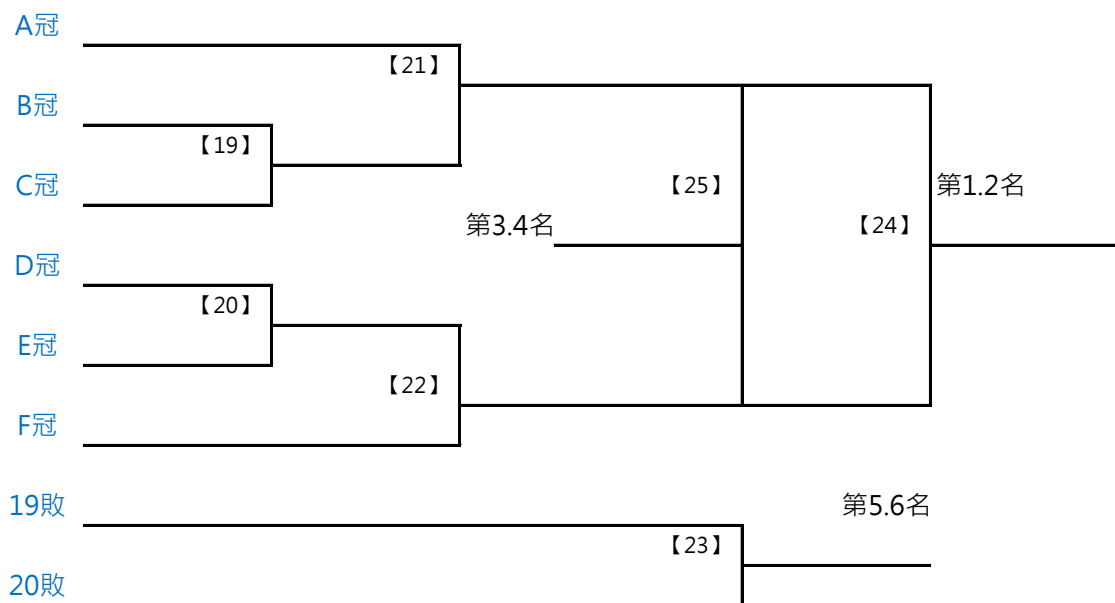 A冠
【21】
B冠
【19】
C冠
【25】
第1.2名
第3.4名
【24】
D冠
【20】
E冠
【22】
F冠
19敗
第5.6名
【23】
20敗